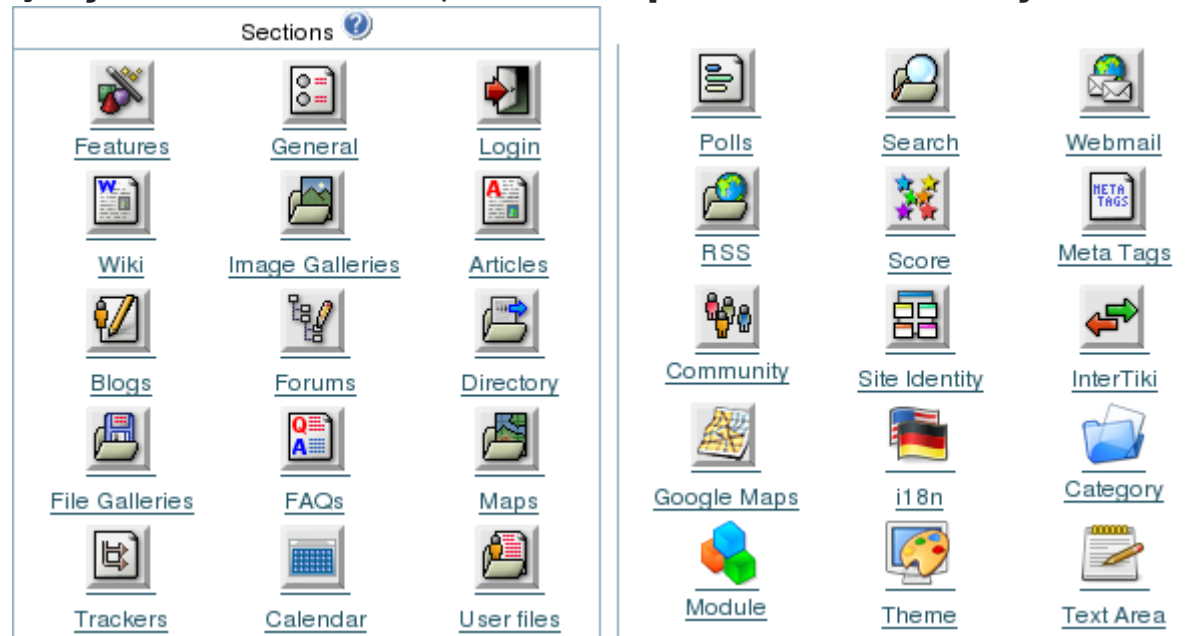 Sections
Features General Login
Wiki Image Galleries Articles
Blogs Forums Directory
File Galleries FAQs Maps
Trackers Calendar User files
Polls Search Webmail
RSS Score Meta Tags
META
TAGS
Community Site Identity InterTiki
Google Maps i18n Category
Module Theme Text Area